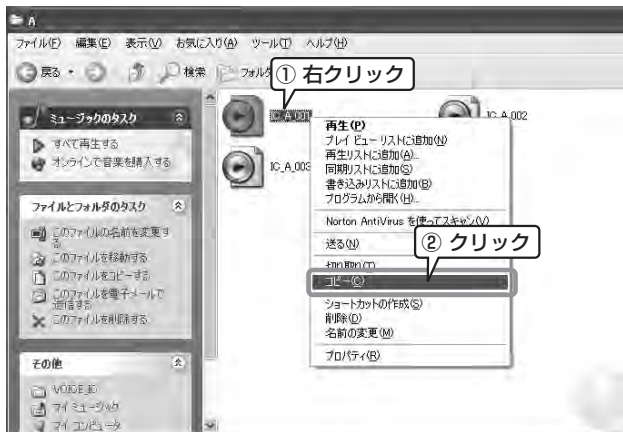 A
ファイル(F) 編集(E) 表示(V) お気に入り(A) ツール(T) ヘルプ(H)
戻る 検索 フォルダ
① 右クリック
ミュージックのタスク
すべて再生する
オンラインで音楽を購入する
ファイルとフォルダのタスク
このファイルの名前を変更する
このファイルを移動する
このファイルをコピーする
このファイルを電子メールで送信する
このファイルを削除する
その他
VOICE_IC
マイ ミュージック
マイ コンピュータ
IC_A_001
IC_A_002
IC_A_003
再生(P)
プレイ ビュー リストに追加(N)
再生リストに追加(A)...
同期リストに追加(S)
書き込みリストに追加(B)
プログラムから開く(H)...
Norton AntiVirus を使ってスキャン(V)
送る(N)
② クリック
切り取り(T)
コピー(C)
ショートカットの作成(S)
削除(D)
名前の変更(M)
プロパティ(R)